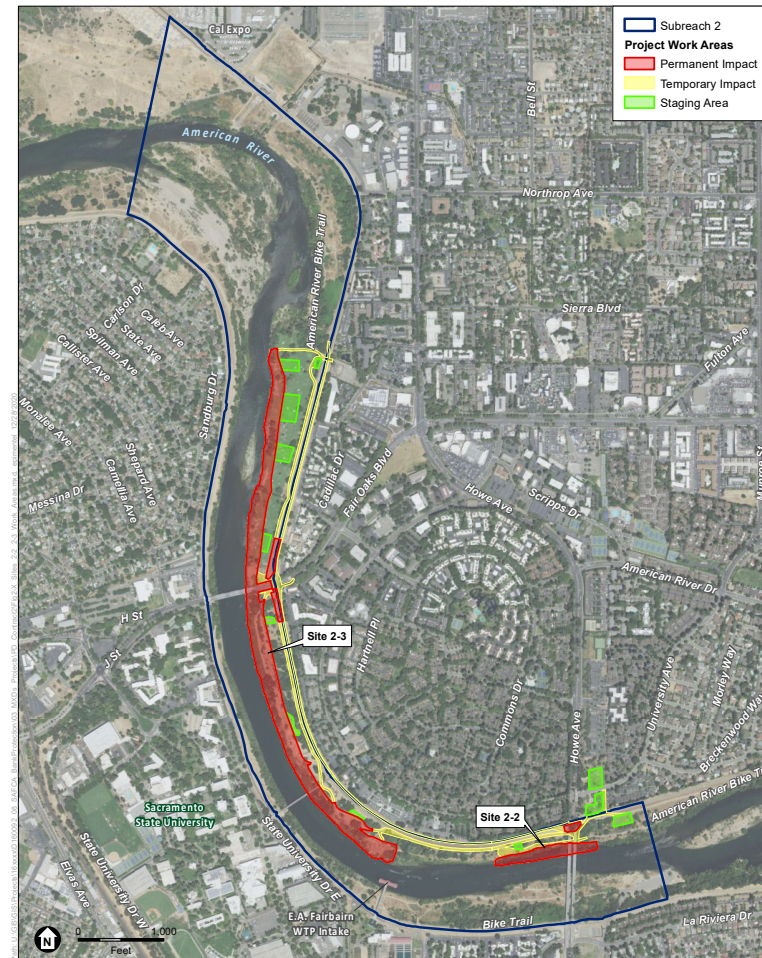 Subreach 2
Project Work Areas
Permanent Impact
Temporary Impact
Staging Area
Cal Expo
Bell St
American River
Northrop Ave
American River Bike Trail
Sierra Blvd
Carlson Dr
Caleb Ave
State Ave
Spilman Ave
Callister Ave
Fulton Ave
Sandburg Dr
Monalee Ave
Shepard Ave
Camellia Ave
Messina Dr
Cadillac Dr
Fair Oaks Blvd
Howe Ave
Scripps Dr
Munroe St
American River Dr
H St
J St
Site 2-3
Hartnell Pl
Commons Dr
Howe Ave
University Ave
Morley Way
Breckenwood Way
Sacramento
State University
Site 2-2
American River Bike Tr
State University Dr E
State University Dr W
Elvas Ave
E.A. Fairbairn
WTP Intake
Bike Trail
La Riviera Dr
N
0
1,000
Feet